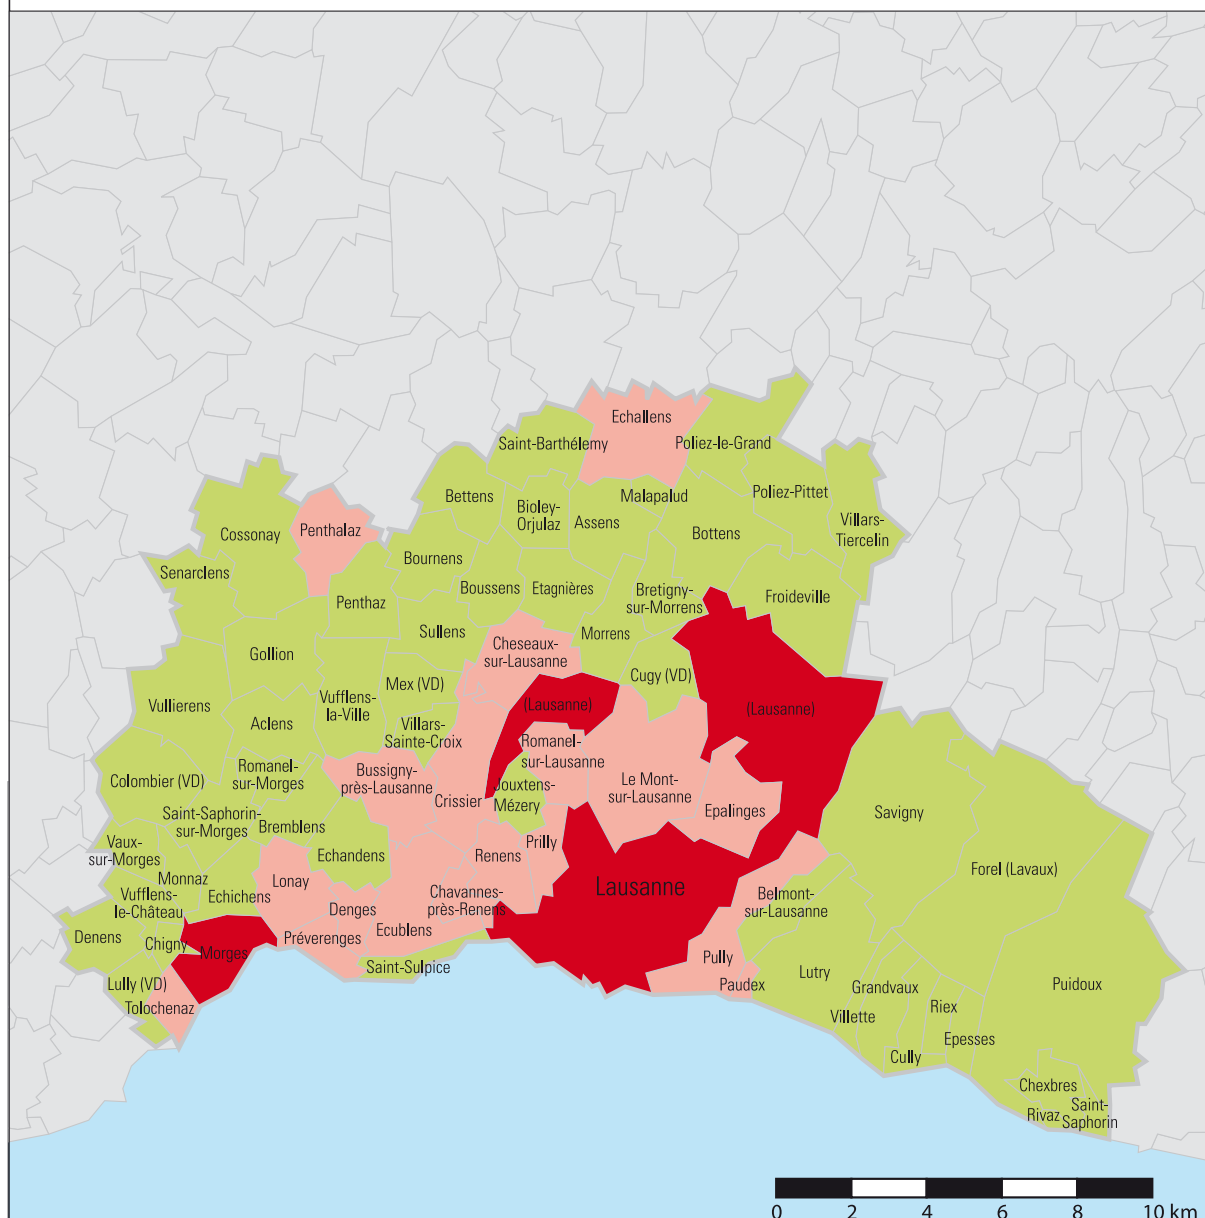 Echallens
Saint-Barthélemy
Poliez-le-Grand
Bettens
Malapalud
Poliez-Pittet
Bioley-
Orjulaz
Assens
Villars-
Tiercelin
Cossonay
Penthalaz
Bottens
Bournens
Senarclens
Boussens
Etagnières
Bretigny-
sur-Morrens
Froideville
Penthaz
Sullens
Morrens
Gollion
Cheseaux-
sur-Lausanne
Cugy (VD)
Mex (VD)
Vullierens
Vufflens-
la-Ville
(Lausanne)
(Lausanne)
Aclens
Villars-
Sainte-Croix
Romanel-
sur-Lausanne
Colombier (VD)
Romanel-
sur-Morges
Bussigny-
près-Lausanne
Le Mont-
sur-Lausanne
Jouxtens-
Mézery
Crissier
Epalinges
Savigny
Saint-Saphorin-
sur-Morges
Bremblens
Vaux-
sur-Morges
Echandens
Renens
Prilly
Forel (Lavaux)
Monnaz
Lonay
Lausanne
Vufflens-
le-Château
Echichens
Chavannes-
près-Renens
Belmont-
sur-Lausanne
Denges
Denens
Chigny
Morges
Préverenges
Ecublens
Pully
Saint-Sulpice
Lutry
Lully (VD)
Paudex
Grandvaux
Puidoux
Tolochenaz
Villette
Riex
Epesses
Cully
Chexbres
Rivaz
Saint-
Saphorin
0 2 4 6 8 10 km